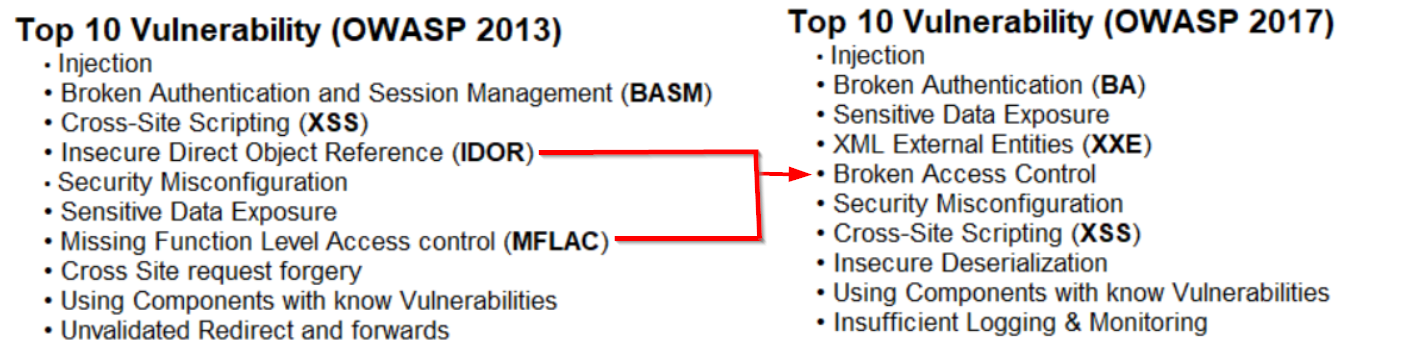 Top 10 Vulnerability (OWASP 2013)
• Injection
• Broken Authentication and Session Management (BASM)
• Cross-Site Scripting (XSS)
• Insecure Direct Object Reference (IDOR)
• Security Misconfiguration
• Sensitive Data Exposure
• Missing Function Level Access control (MFLAC)
• Cross Site request forgery
• Using Components with know Vulnerabilities
• Unvalidated Redirect and forwards
Top 10 Vulnerability (OWASP 2017)
• Injection
• Broken Authentication (BA)
• Sensitive Data Exposure
• XML External Entities (XXE)
• Broken Access Control
• Security Misconfiguration
• Cross-Site Scripting (XSS)
• Insecure Deserialization
• Using Components with know Vulnerabilities
• Insufficient Logging & Monitoring